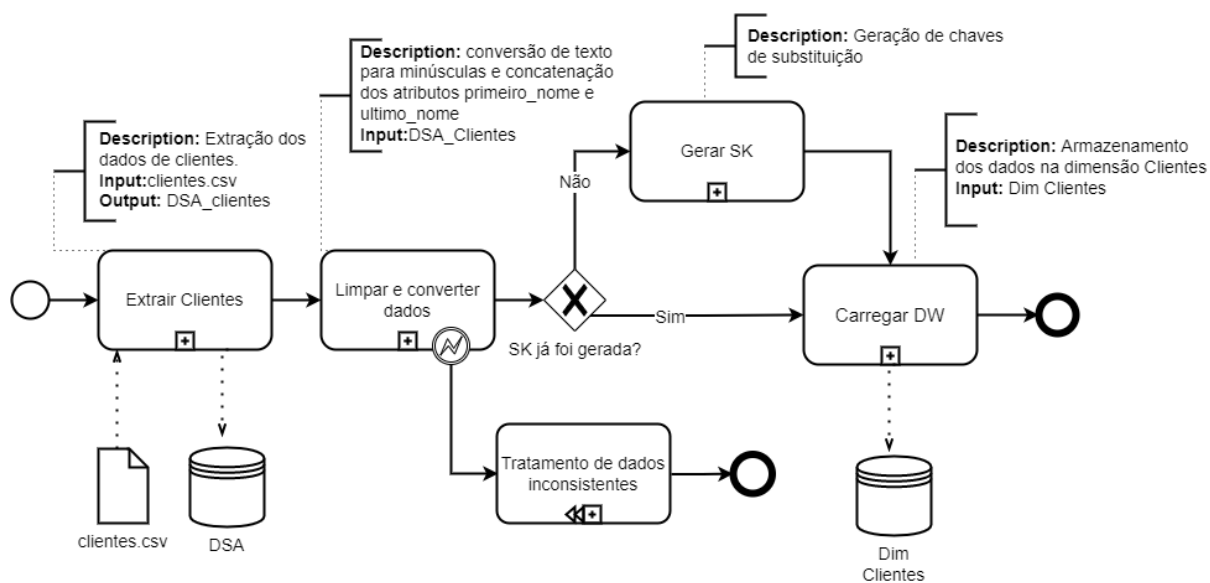 Description: Extração dos
dados de clientes.
Input:clientes.csv
Output: DSA_clientes
Description: conversão de texto
para minúsculas e concatenação
dos atributos primeiro_nome e
ultimo_nome
Input:DSA_Clientes
Description: Geração de chaves
de substituição
Description: Armazenamento
dos dados na dimensão Clientes
Input: Dim Clientes
Extrair Clientes
Limpar e converter
dados
Não
Gerar SK
SK já foi gerada?
Sim
Carregar DW
Tratamento de dados
inconsistentes
clientes.csv
DSA
Dim
Clientes